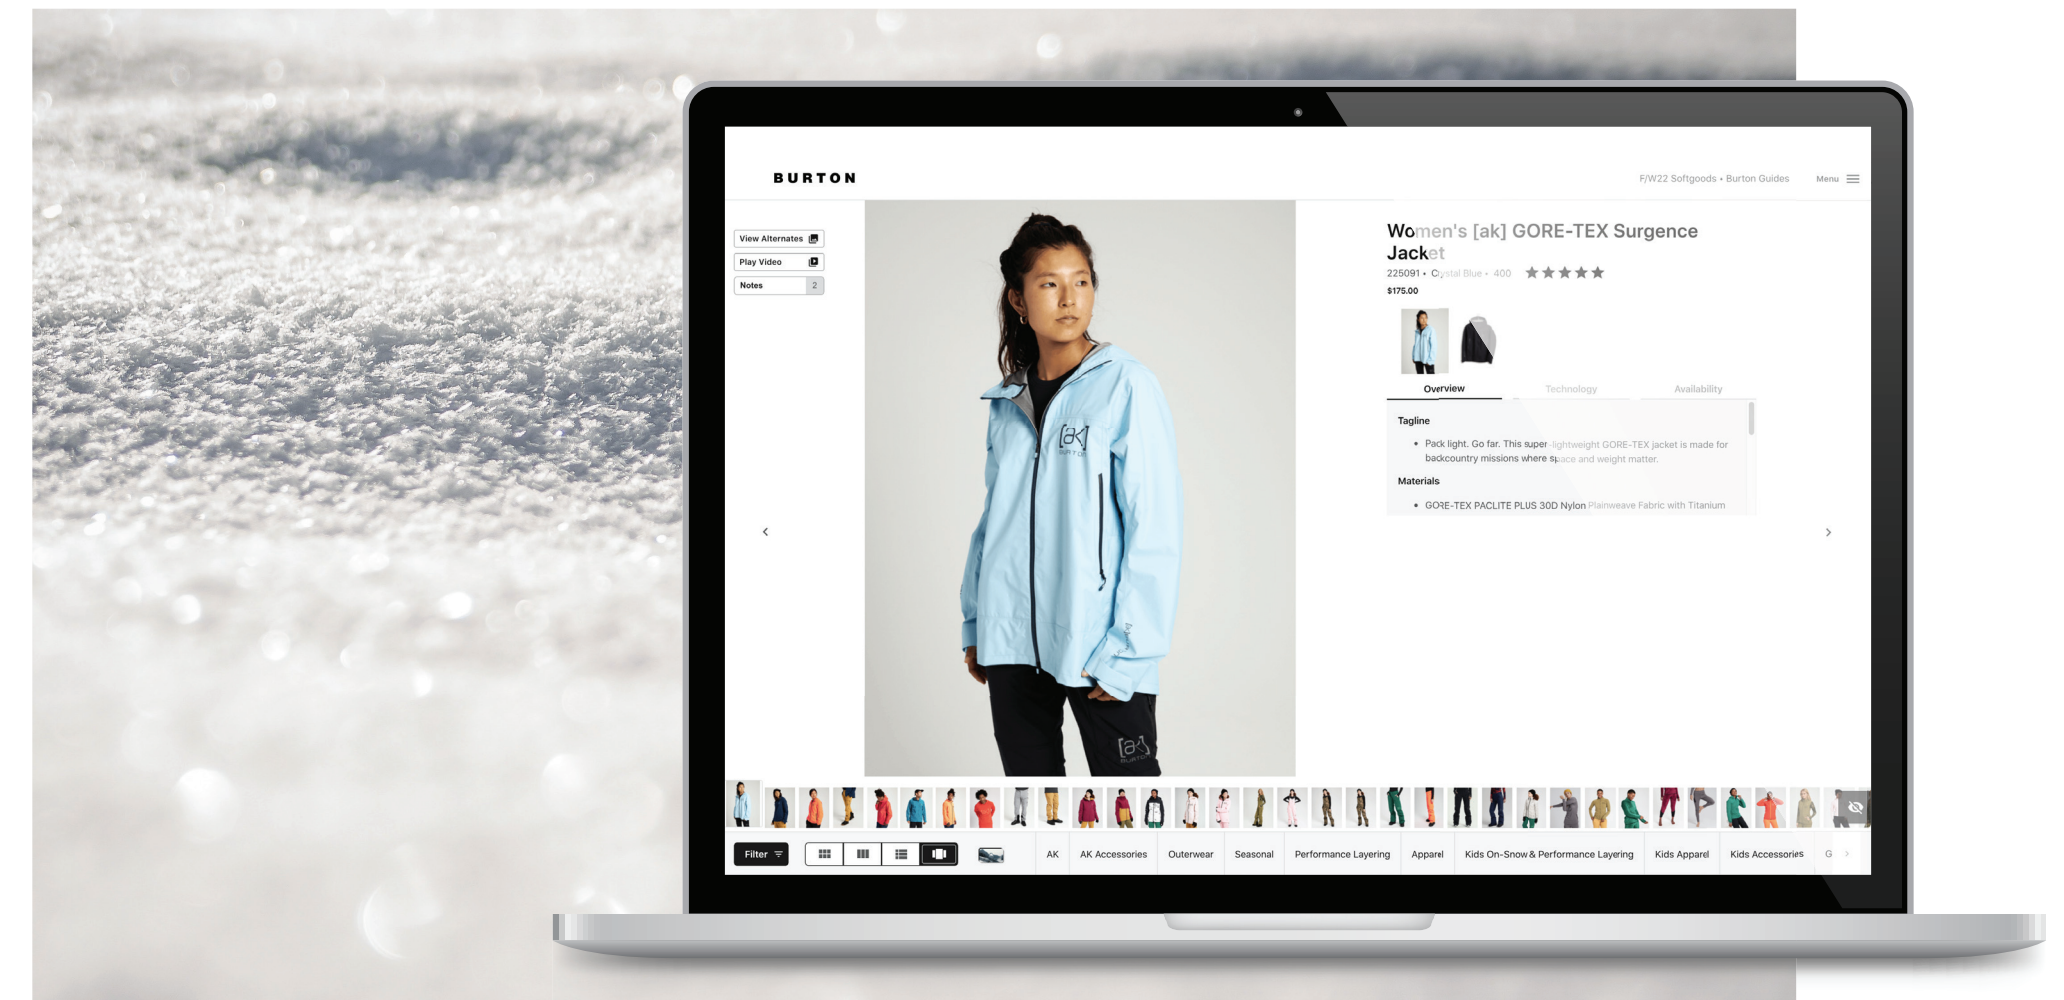 BURTON
F/W22 Softgoods • Burton Guides
Menu
View Alternates
Play Video
Notes 2
Women's [ak] GORE-TEX Surgence
Jacket
225091 • Crystal Blue • 400
$175.00
Overview Technology Availability
Tagline
• Pack light. Go far. This super-lightweight GORE-TEX jacket is made for
backcountry missions where space and weight matter.
Materials
• GORE-TEX PACLITE PLUS 30D Nylon Plainweave Fabric with Titanium
[ak]
BURTON
[ak]
BURTON
Filter
AK
AK Accessories
Outerwear
Seasonal
Performance Layering
Apparel
Kids On-Snow & Performance Layering
Kids Apparel
Kids Accessories
G